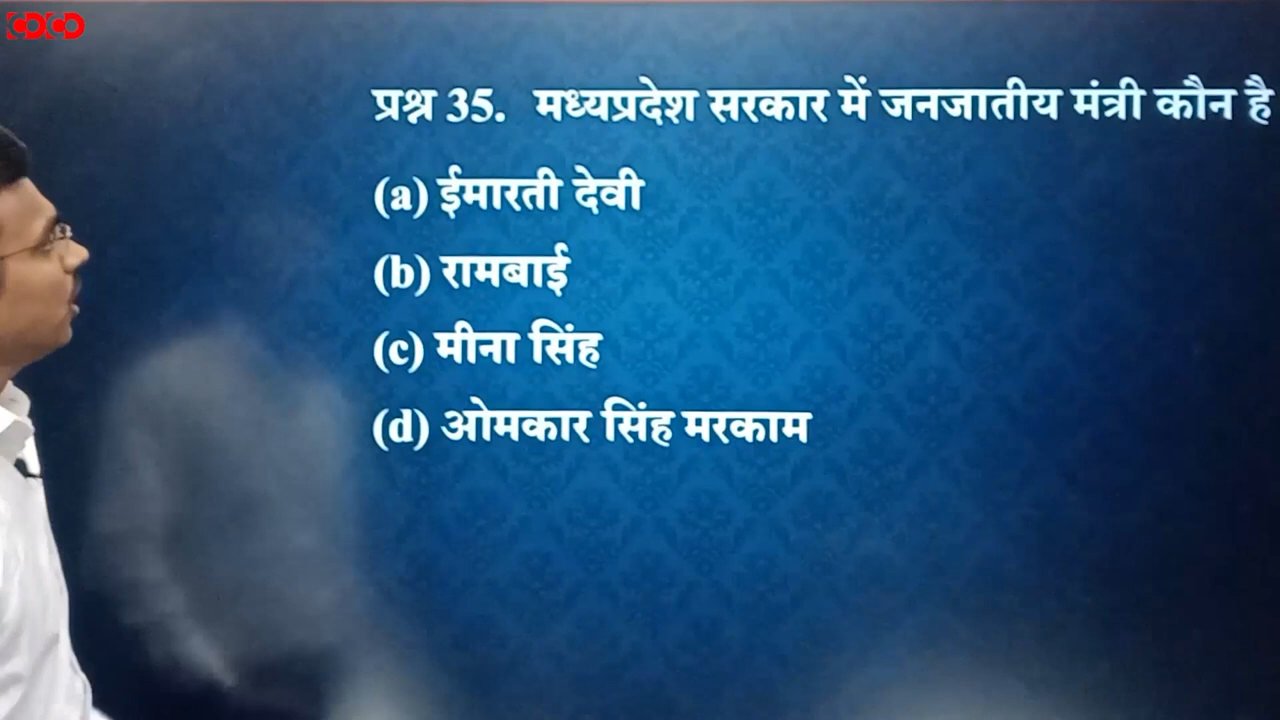 प्रश्न 35. मध्यप्रदेश सरकार में जनजातीय मंत्री कौन है
(a) ईमारती देवी
(b) रामबाई
(c) मीना सिंह
(d) ओमकार सिंह मरकाम